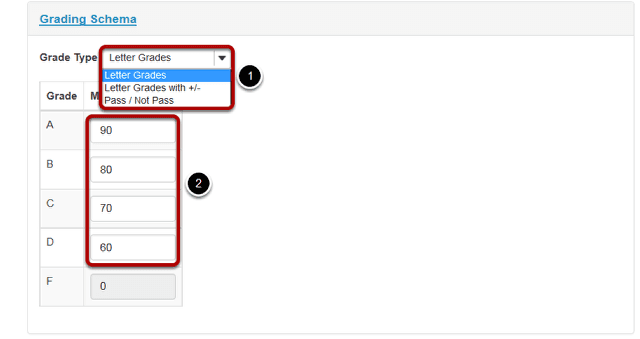 Grading Schema
Grade Type Letter Grades
Letter Grades
Letter Grades with +/-
Pass / Not Pass
1
Grade
A 90
B 80
2
C 70
D 60
F 0